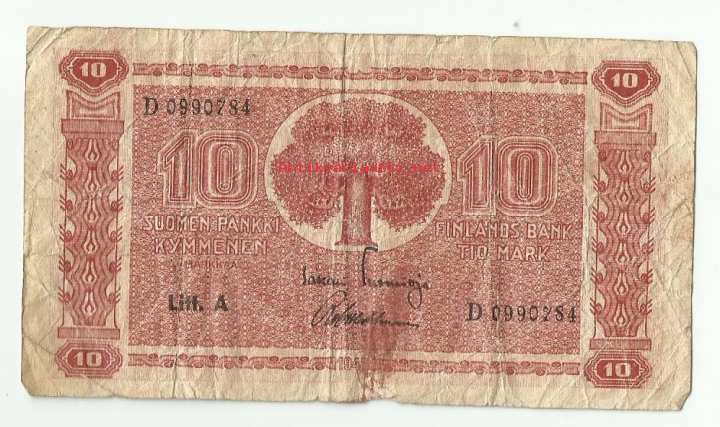 10
10
D 0990784
10
10
SUOMEN PANKKI
FINLANDS BANK
KYMMENEN
TIO MARK
MARKKAA
Litt. A
D 0990784
10
10